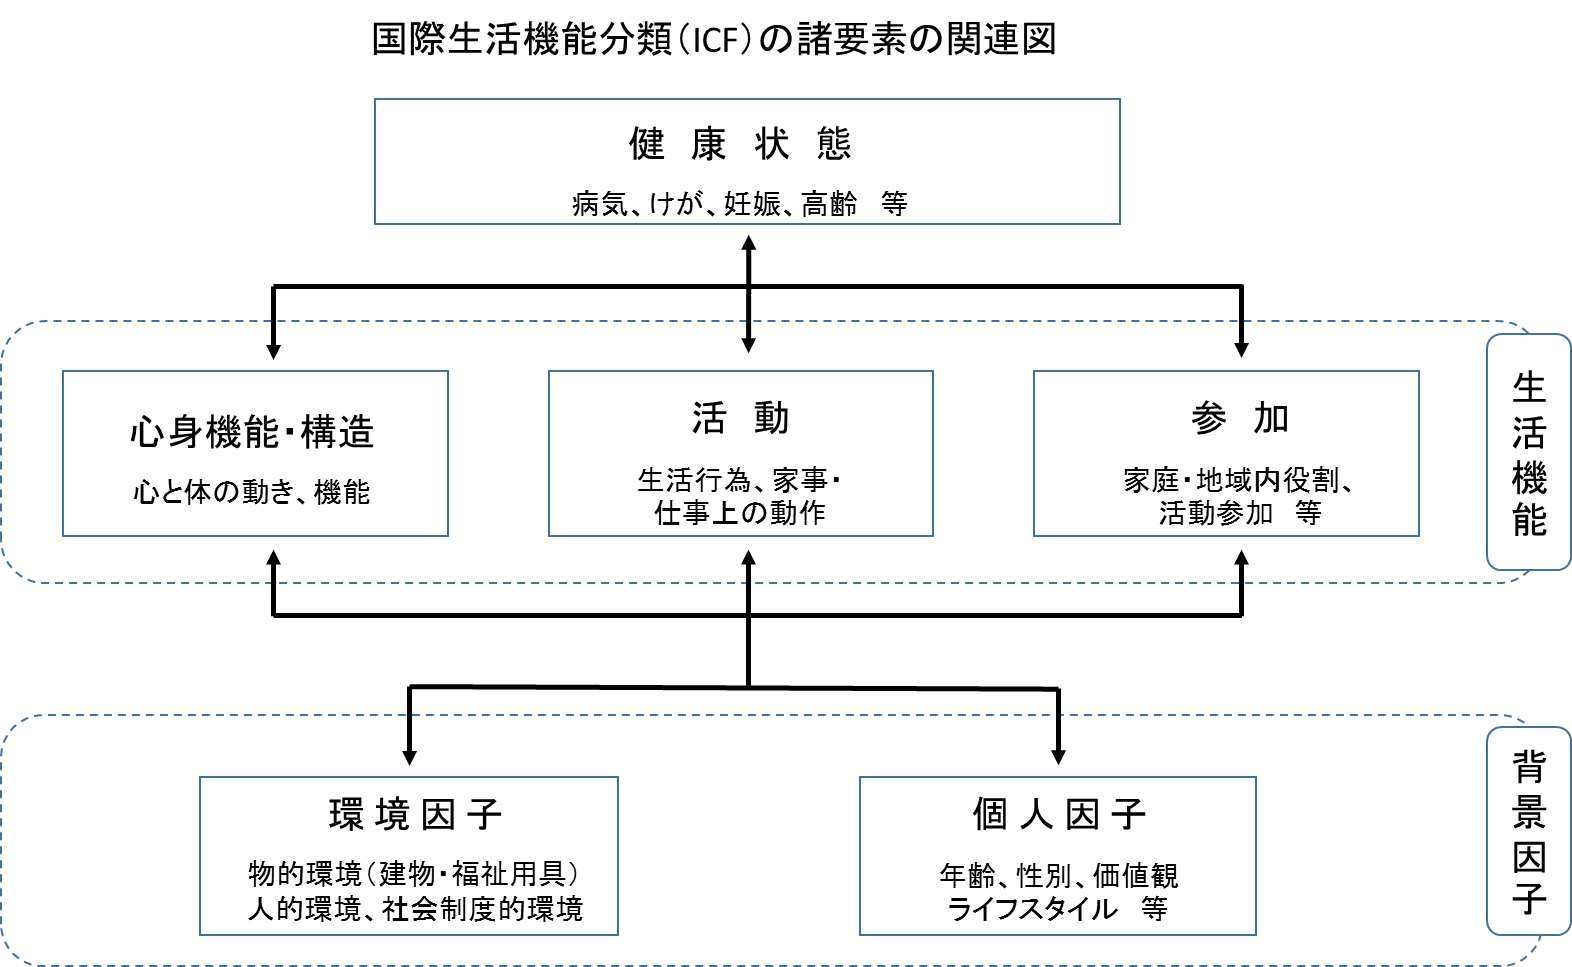 国際生活機能分類(ICF)の諸要素の関連図
健　康　状　態
病気、けが、妊娠、高齢　等
心身機能・構造
心と体の動き、機能
活　動
生活行為、家事・
仕事上の動作
参　加
家庭・地域内役割、
活動参加　等
生活機能
環 境 因 子
物的環境(建物・福祉用具)
人的環境、社会制度的環境
個 人 因 子
年齢、性別、価値観
ライフスタイル　等
背景因子